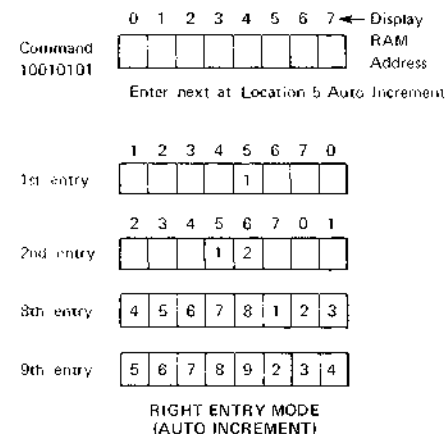 0 1 2 3 4 5 6 7 ← Display
RAM
Address
Command
10010101
Enter next at Location 5 Auto Increment
1 2 3 4 5 6 7 0
1st entry 1
2 3 4 5 6 7 0 1
2nd entry 1 2
8th entry 4 5 6 7 8 1 2 3
9th entry 5 6 7 8 9 2 3 4
RIGHT ENTRY MODE
(AUTO INCREMENT)